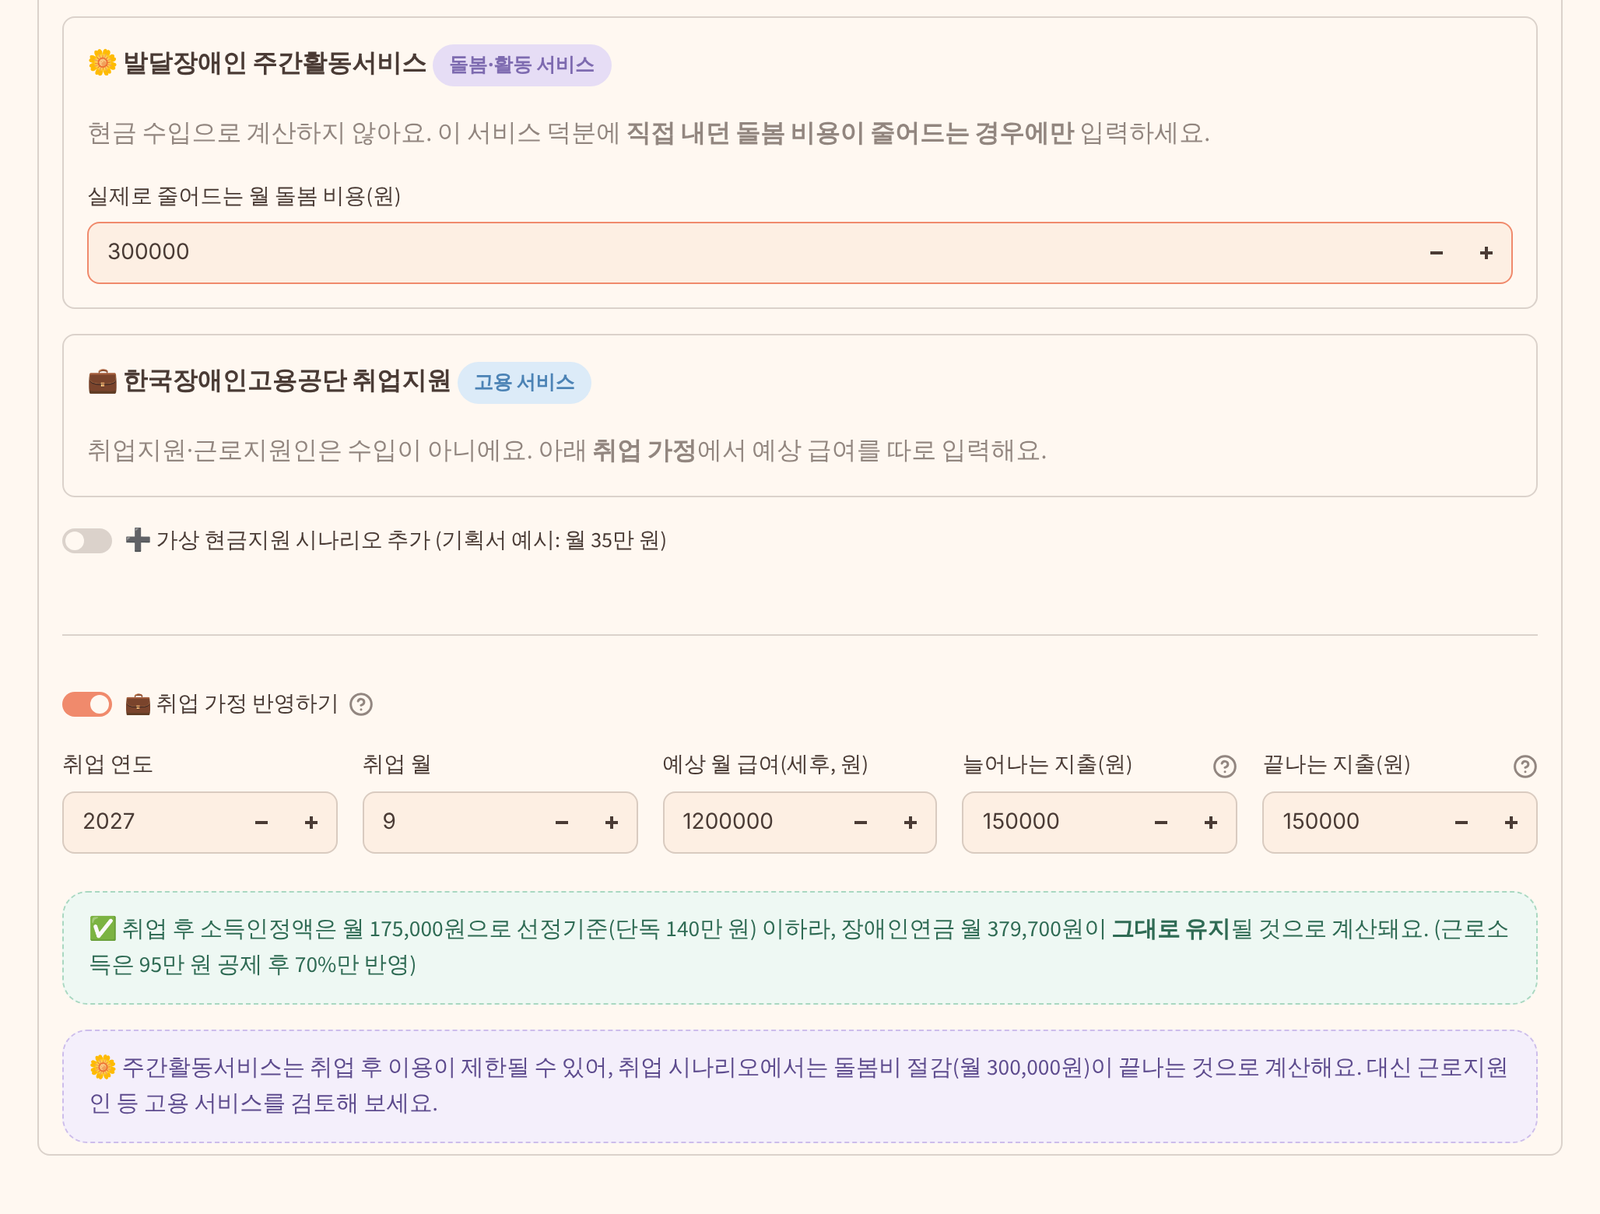 🌼 발달장애인 주간활동서비스 돌봄·활동 서비스
현금 수입으로 계산하지 않아요. 이 서비스 덕분에 직접 내던 돌봄 비용이 줄어드는 경우에만 입력하세요.
실제로 줄어드는 월 돌봄 비용(원)
300000 − +
💼 한국장애인고용공단 취업지원 고용 서비스
취업지원·근로지원인은 수입이 아니에요. 아래 취업 가정에서 예상 급여를 따로 입력해요.
➕ 가상 현금지원 시나리오 추가 (기획서 예시: 월 35만 원)
💼 취업 가정 반영하기 ?
취업 연도 취업 월 예상 월 급여(세후, 원) 늘어나는 지출(원) ? 끝나는 지출(원) ?
2027 − + 9 − + 1200000 − + 150000 − + 150000 − +
✅ 취업 후 소득인정액은 월 175,000원으로 선정기준(단독 140만 원) 이하라, 장애인연금 월 379,700원이 그대로 유지될 것으로 계산돼요. (근로소
득은 95만 원 공제 후 70%만 반영)
🌼 주간활동서비스는 취업 후 이용이 제한될 수 있어, 취업 시나리오에서는 돌봄비 절감(월 300,000원)이 끝나는 것으로 계산해요. 대신 근로지원
인 등 고용 서비스를 검토해 보세요.